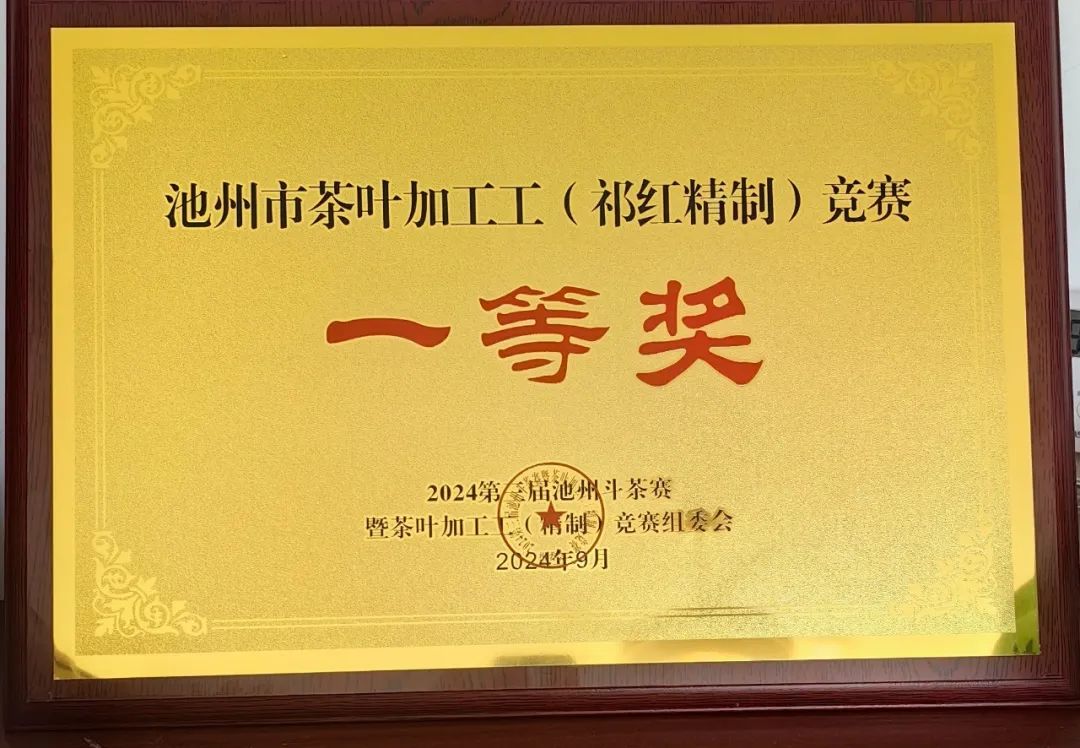 池州市茶叶加工工（祁红精制）竞赛
一等奖
2024第二届池州斗茶赛
暨茶叶加工工（精制）竞赛组委会
2024年9月